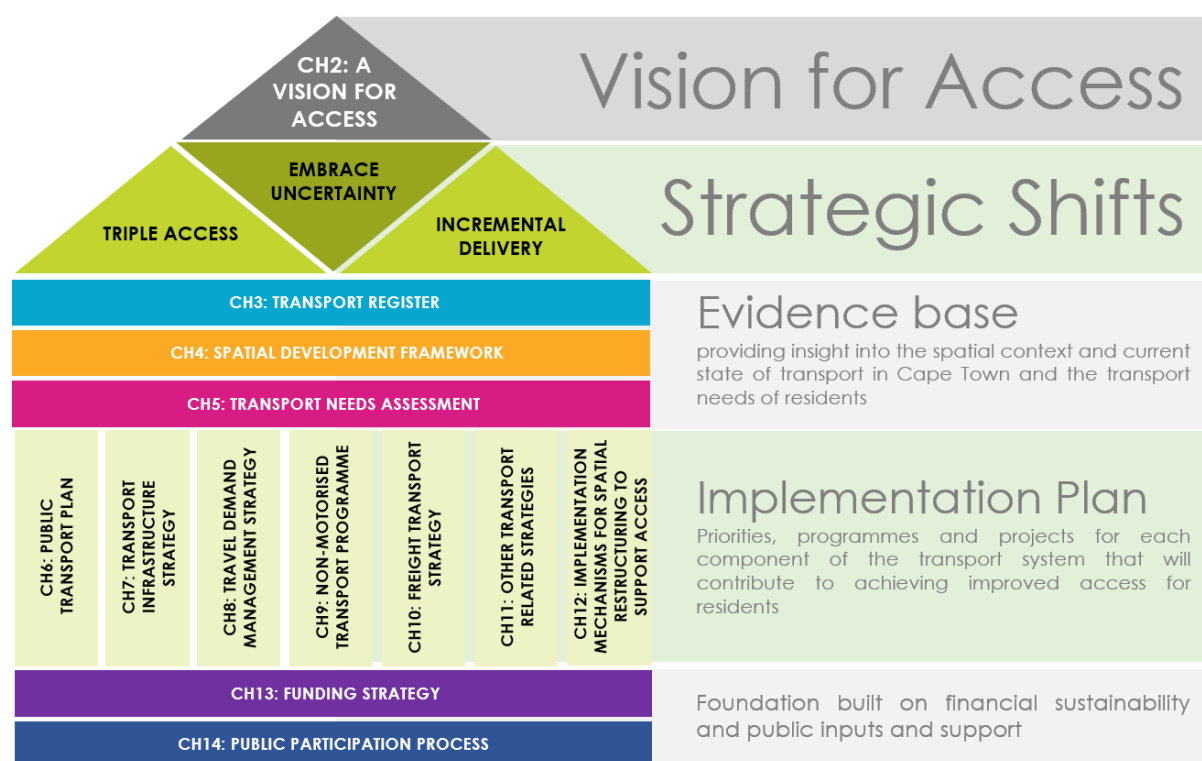 CH2: A
VISION FOR
ACCESS
Vision for Access
EMBRACE
UNCERTAINTY
TRIPLE ACCESS
INCREMENTAL
DELIVERY
Strategic Shifts
CH3: TRANSPORT REGISTER
CH4: SPATIAL DEVELOPMENT FRAMEWORK
CH5: TRANSPORT NEEDS ASSESSMENT
Evidence base
providing insight into the spatial context and current
state of transport in Cape Town and the transport
needs of residents
CH6: PUBLIC
TRANSPORT PLAN
CH7: TRANSPORT
INFRASTRUCTURE
STRATEGY
CH8: TRAVEL DEMAND
MANAGEMENT STRATEGY
CH9: NON-MOTORISED
TRANSPORT PROGRAMME
CH10: FREIGHT TRANSPORT
STRATEGY
CH11: OTHER TRANSPORT
RELATED STRATEGIES
CH12: IMPLEMENTATION
MECHANISMS FOR SPATIAL
RESTRUCTURING TO
SUPPORT ACCESS
Implementation Plan
Priorities, programmes and projects for each
component of the transport system that will
contribute to achieving improved access for
residents
CH13: FUNDING STRATEGY
CH14: PUBLIC PARTICIPATION PROCESS
Foundation built on financial sustainability
and public inputs and support